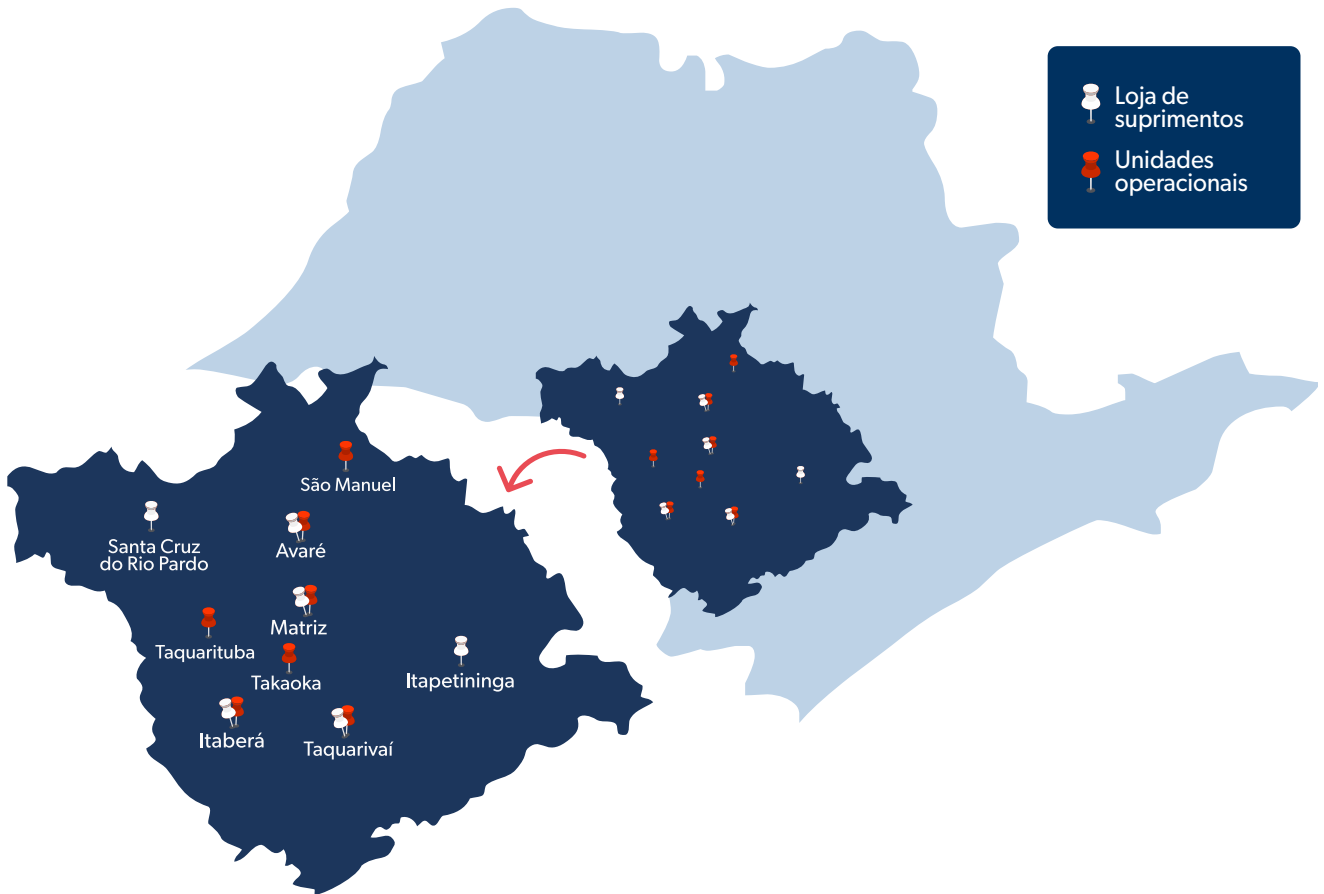 Loja de
suprimentos
Unidades
operacionais
São Manuel
Santa Cruz
do Rio Pardo
Avaré
Matriz
Taquarituba
Takaoka
Itapetininga
Itaberá
Taquarivaí